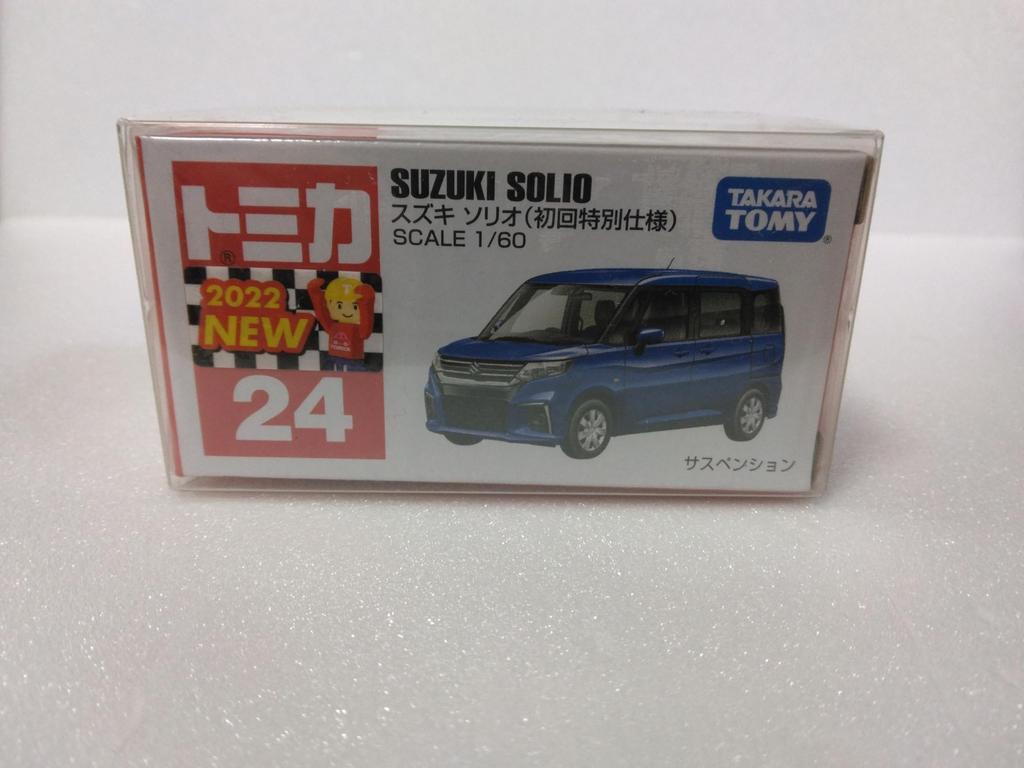 トミカ
®
2022
NEW
24
SUZUKI SOLIO
スズキ ソリオ(初回特別仕様)
SCALE 1/60
TAKARA
TOMY
®
サスペンション